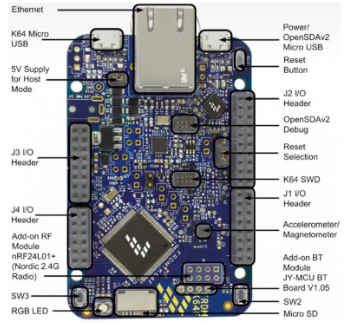 Ethernet
K64 Micro
USB
Power/
OpenSDAv2
Micro USB
5V Supply
for Host
Mode
Reset
Button
J2 I/O
Header
OpenSDAv2
Debug
J3 I/O
Header
Reset
Selection
K64 SWD
J4 I/O
Header
J1 I/O
Header
Add-on RF
Module
nRF24L01+
(Nordic 2.4G
Radio)
Accelerometer/
Magnetometer
Add-on BT
Module
JY-MCU BT
Board V1.05
SW3
RGB LED
SW2
Micro SD